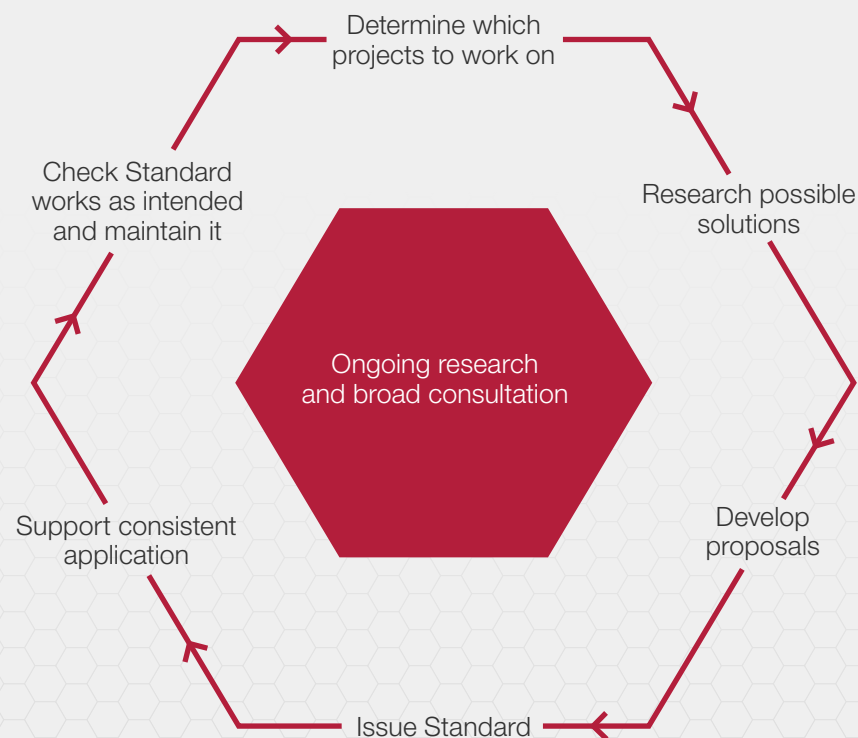 Determine which
projects to work on
Research possible
solutions
Develop
proposals
Issue Standard
Support consistent
application
Check Standard
works as intended
and maintain it
Ongoing research
and broad consultation